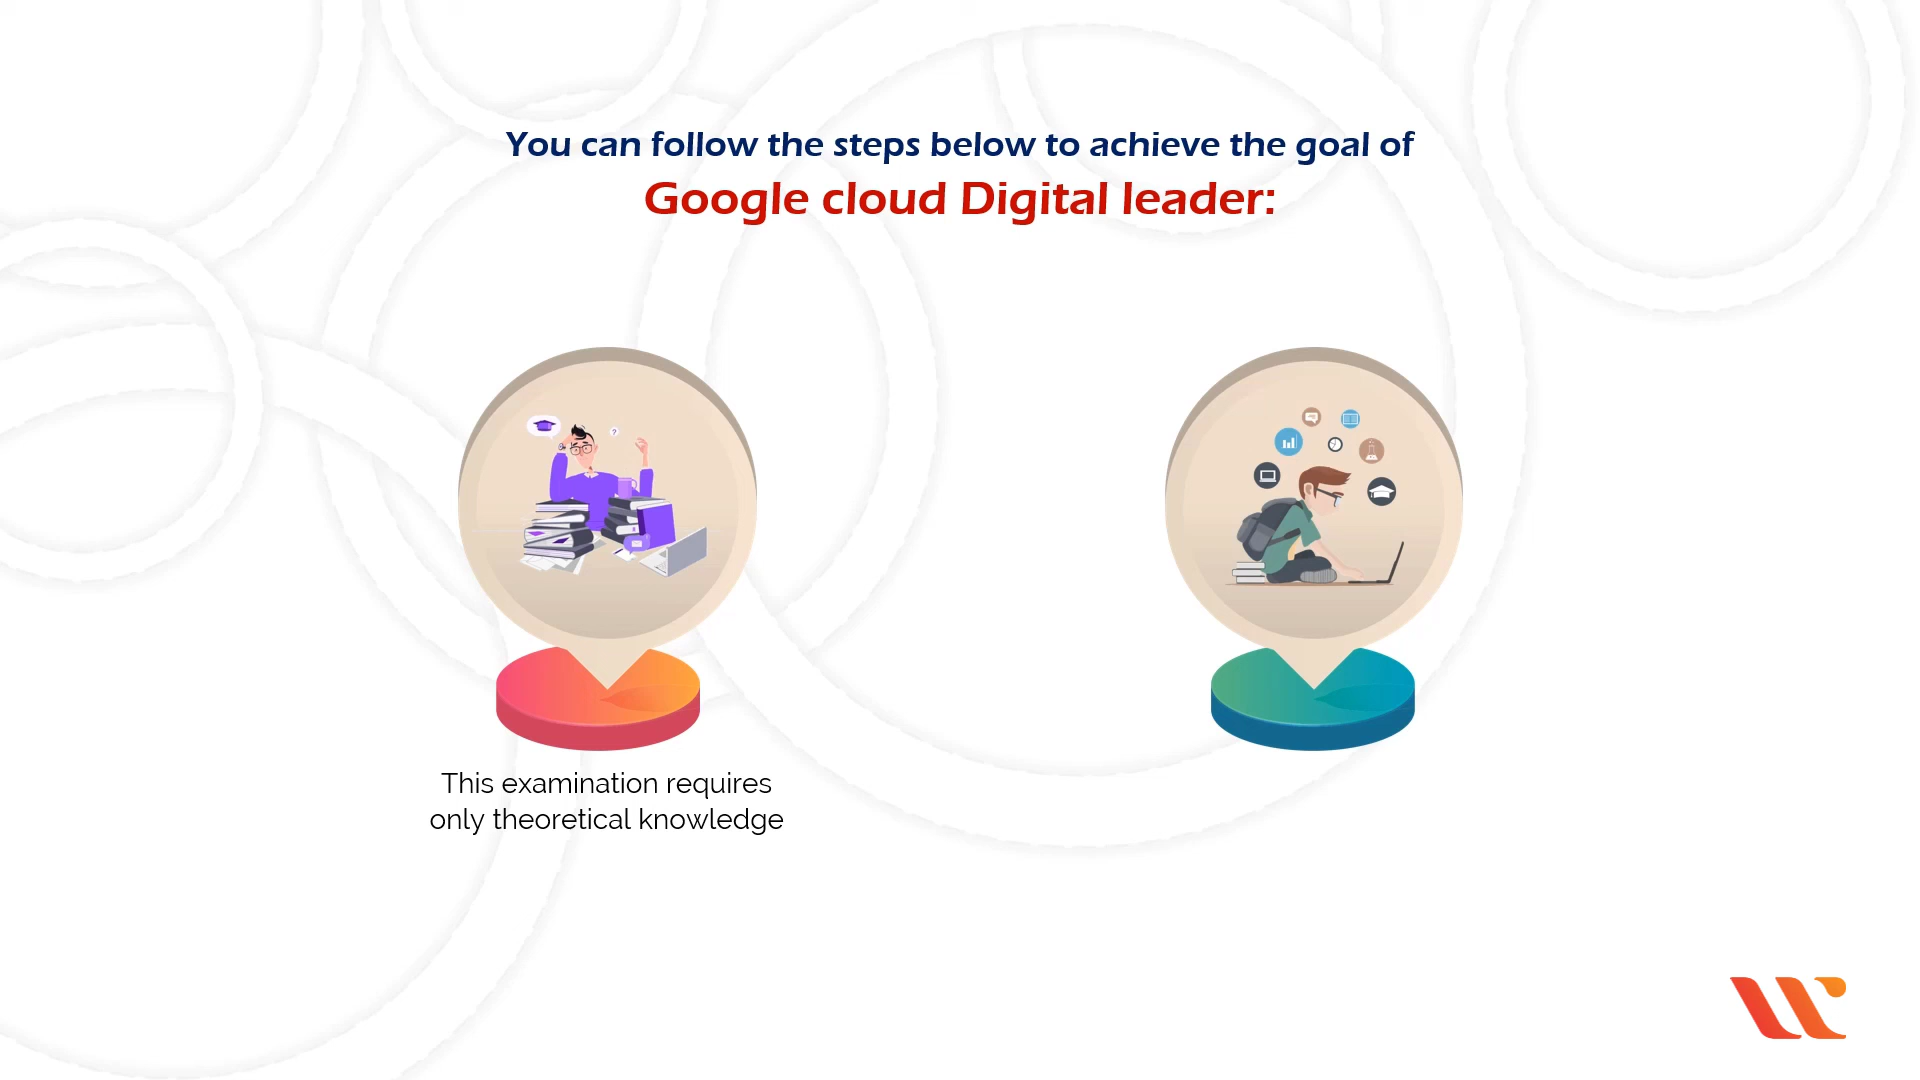 You can follow the steps below to achieve the goal of
Google cloud Digital leader:
?
This examination requires
only theoretical knowledge